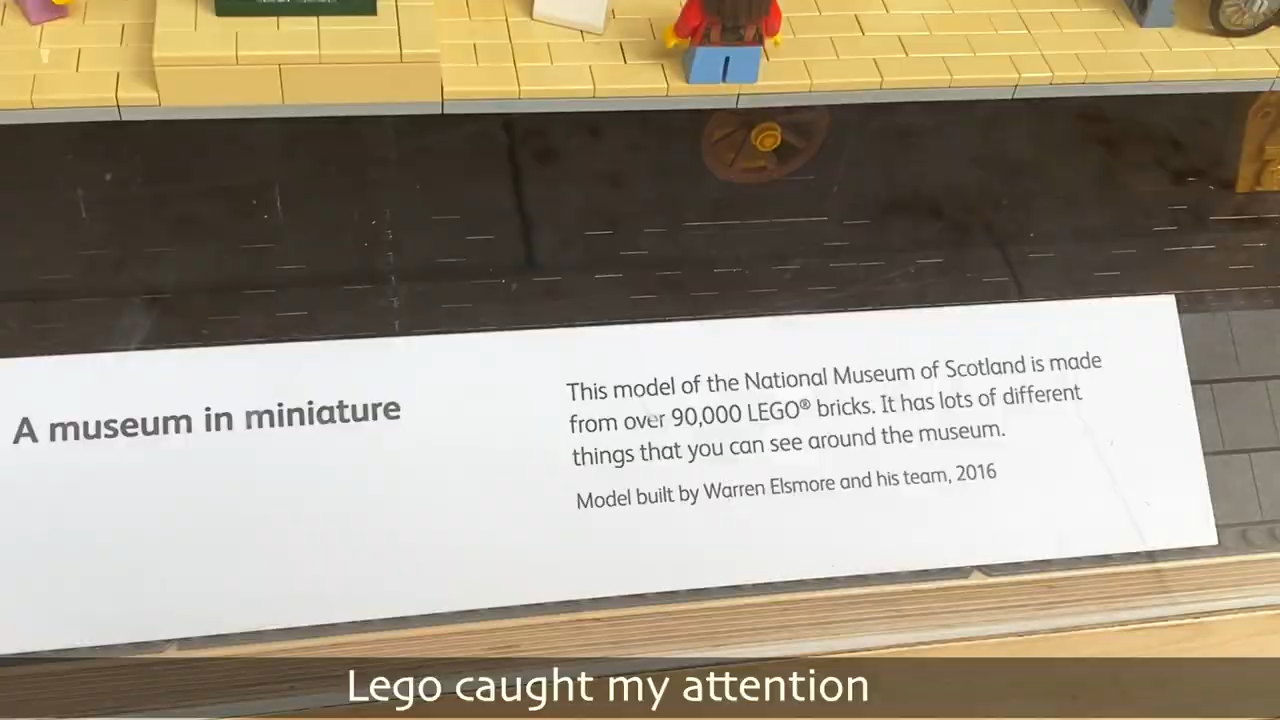 A museum in miniature
This model of the National Museum of Scotland is made
from over 90,000 LEGO® bricks. It has lots of different
things that you can see around the museum.
Model built by Warren Elsmore and his team, 2016
Lego caught my attention